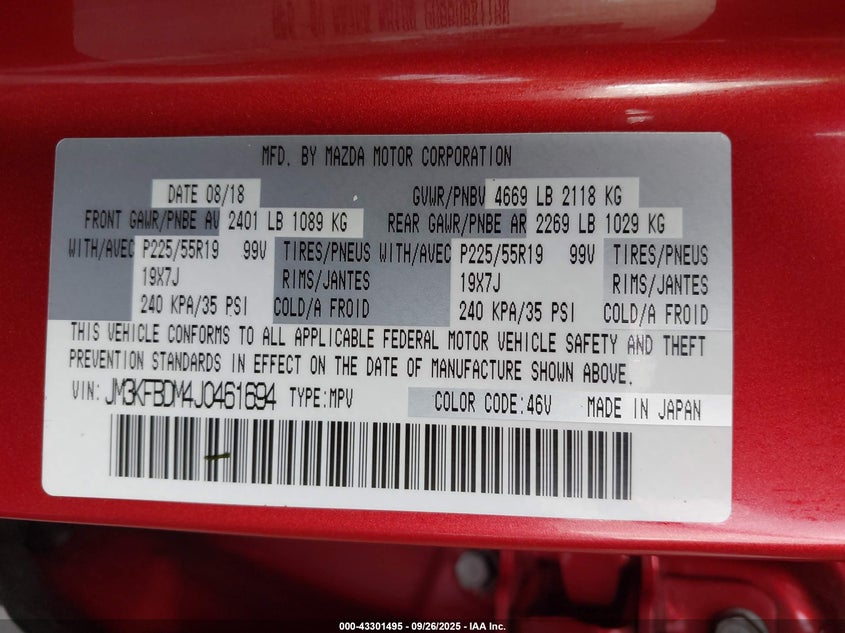 MFD. BY MAZDA MOTOR CORPORATION
DATE 08/18 GVWR/PNBV 4669 LB 2118 KG
FRONT GAWR/PNBE AV 2401 LB 1089 KG REAR GAWR/PNBE AR 2269 LB 1029 KG
WITH/AVEC P225/55R19 99V TIRES/PNEUS WITH/AVEC P225/55R19 99V TIRES/PNEUS
19X7J RIMS/JANTES 19X7J RIMS/JANTES
240 KPA/35 PSI COLD/A FROID 240 KPA/35 PSI COLD/A FROID
THIS VEHICLE CONFORMS TO ALL APPLICABLE FEDERAL MOTOR VEHICLE SAFETY AND THEFT
PREVENTION STANDARDS IN EFFECT ON THE DATE OF MANUFACTURE SHOWN ABOVE.
VIN: JM3KFBDM4J0461694 TYPE:MPV COLOR CODE:46V MADE IN JAPAN
000-43301495 - 09/26/2025 - IAA Inc.